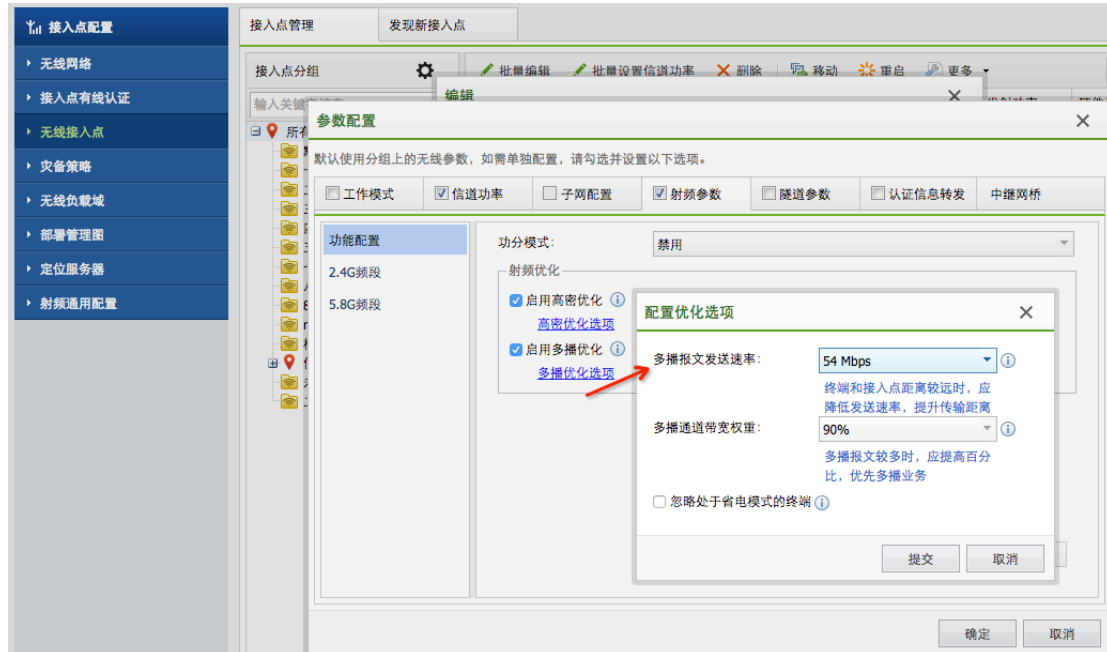 接入点配置
无线网络
接入点有线认证
无线接入点
灾备策略
无线负载域
部署管理图
定位服务器
射频通用配置
接入点管理 发现新接入点
接入点分组 批量编辑 批量设置信道功率 删除 移动 重启 更多
输入关键
编辑
所有
参数配置
默认使用分组上的无线参数，如需单独配置，请勾选并设置以下选项。
工作模式 信道功率 子网配置 射频参数 隧道参数 认证信息转发 中继网桥
功能配置
2.4G频段
5.8G频段
功分模式： 禁用
射频优化
启用高密优化
高密优化选项
启用多播优化
多播优化选项
配置优化选项
多播报文发送速率： 54 Mbps
终端和接入点距离较远时，应
降低发送速率，提升传输距离
多播通道带宽权重： 90%
多播报文较多时，应提高百分
比，优先多播业务
忽略处于省电模式的终端
提交 取消
确定 取消